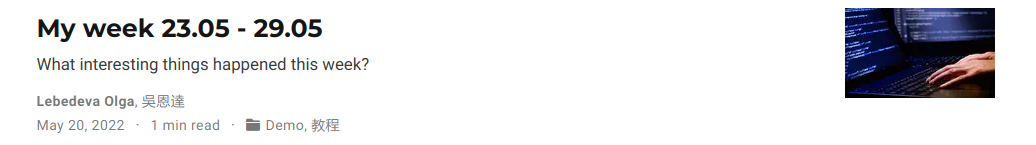 My week 23.05 - 29.05
What interesting things happened this week?
Lebedeva Olga, 吳恩達
May 20, 2022 · 1 min read · Demo, 教程